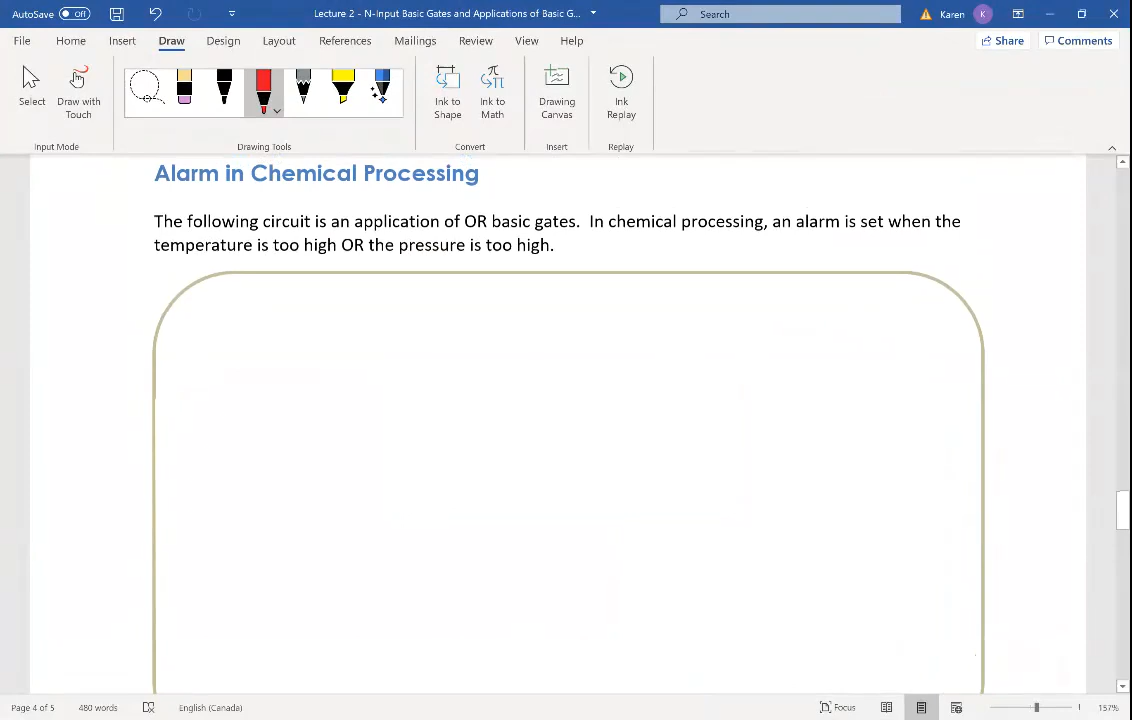 AutoSave Off Lecture 2 - N-Input Basic Gates and Applications of Basic G... Search Karen K
File Home Insert Draw Design Layout References Mailings Review View Help Share Comments
Select Draw with Touch Ink to Shape Ink to Math Drawing Canvas Ink Replay
Input Mode Drawing Tools Convert Insert Replay
Alarm in Chemical Processing
The following circuit is an application of OR basic gates. In chemical processing, an alarm is set when the
temperature is too high OR the pressure is too high.
Page 4 of 5 480 words English (Canada) Focus 157%